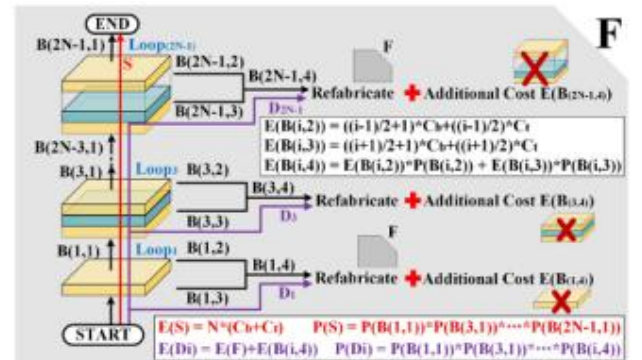 END
F
B(2N-1,1)
Loop(2N-1)
S
B(2N-1,2)
B(2N-1,4)
F
B(2N-1,3)
D2N-1
Refabricate + Additional Cost E(B(2N-1,4))
B(2N-3,1)
E(B(i,2)) = ((i-1)/2+1)*Cb+((i-1)/2)*Ct
E(B(i,3)) = ((i+1)/2+1)*Cb+((i+1)/2)*Ct
E(B(i,4)) = E(B(i,2))*P(B(i,2)) + E(B(i,3))*P(B(i,3))
B(3,1)
Loop3
B(3,2)
B(3,4)
B(3,3)
D3
Refabricate + Additional Cost E(B(3,4))
F
B(1,1)
Loop1
B(1,2)
B(1,4)
B(1,3)
D1
Refabricate + Additional Cost E(B(1,4))
START
E(S) = N*(Cb+Ct) P(S) = P(B(1,1))*P(B(3,1))*···*P(B(2N-1,1))
E(Di) = E(F)+E(B(i,4)) P(Di) = P(B(1,1))*P(B(3,1))*···*P(B(i,4))